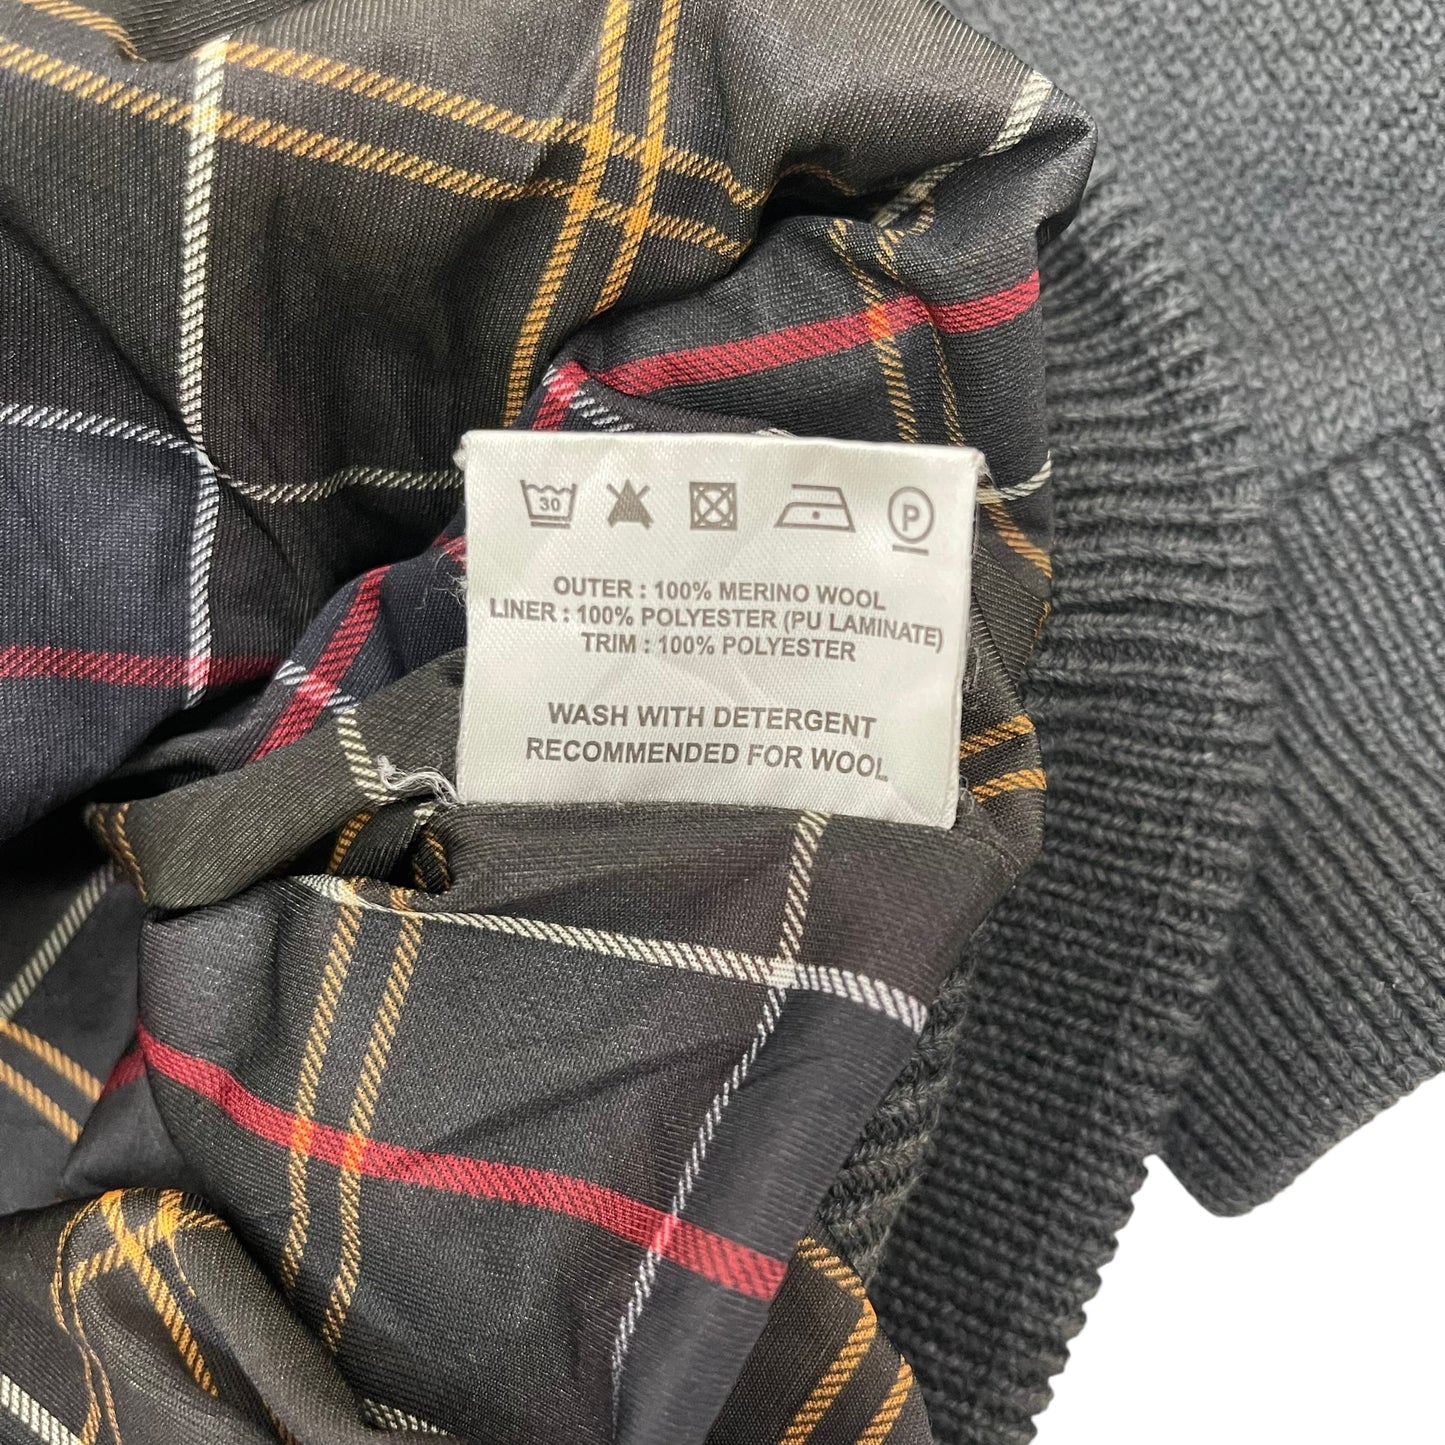 30
P
OUTER : 100% MERINO WOOL
LINER : 100% POLYESTER (PU LAMINATE)
TRIM : 100% POLYESTER
WASH WITH DETERGENT
RECOMMENDED FOR WOOL